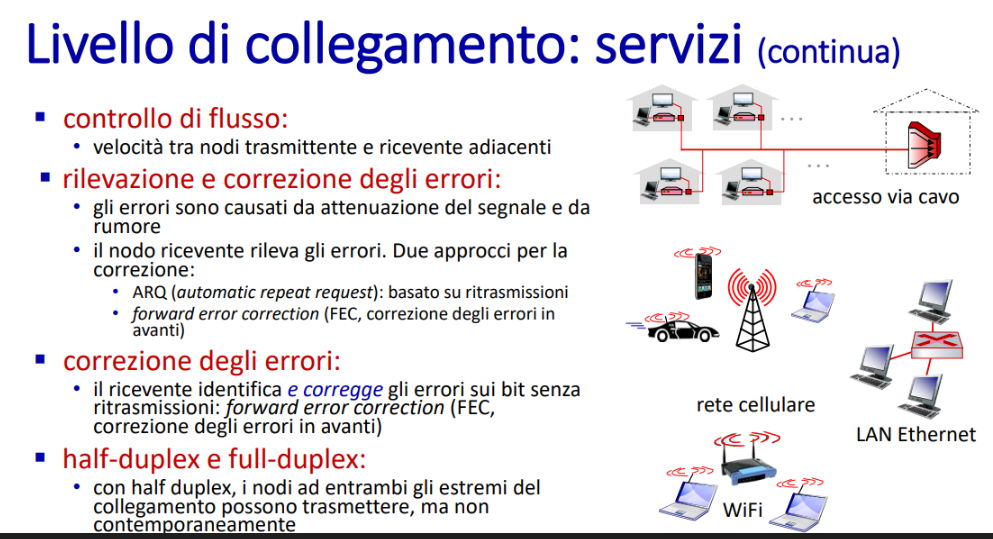 Livello di collegamento: servizi (continua)
▪ controllo di flusso:
• velocità tra nodi trasmittente e ricevente adiacenti
▪ rilevazione e correzione degli errori:
• gli errori sono causati da attenuazione del segnale e da
rumore
• il nodo ricevente rileva gli errori. Due approcci per la
correzione:
• ARQ (automatic repeat request): basato su ritrasmissioni
• forward error correction (FEC, correzione degli errori in
avanti)
▪ correzione degli errori:
• il ricevente identifica e corregge gli errori sui bit senza
ritrasmissioni: forward error correction (FEC,
correzione degli errori in avanti)
▪ half-duplex e full-duplex:
• con half duplex, i nodi ad entrambi gli estremi del
collegamento possono trasmettere, ma non
contemporaneamente
accesso via cavo
rete cellulare
LAN Ethernet
WiFi